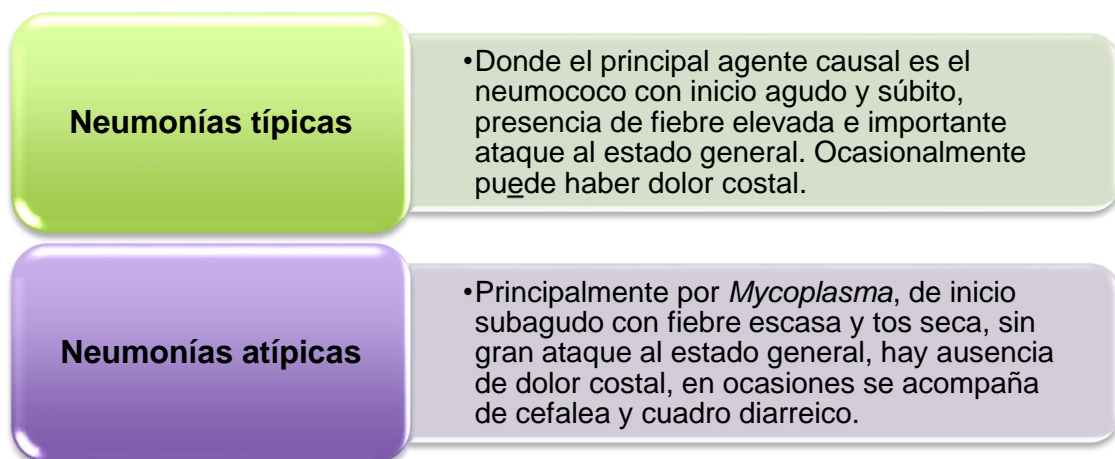 Neumonías típicas
•Donde el principal agente causal es el
neumococo con inicio agudo y súbito,
presencia de fiebre elevada e importante
ataque al estado general. Ocasionalmente
puede haber dolor costal.
Neumonías atípicas
•Principalmente por Mycoplasma, de inicio
subagudo con fiebre escasa y tos seca, sin
gran ataque al estado general, hay ausencia
de dolor costal, en ocasiones se acompaña
de cefalea y cuadro diarreico.